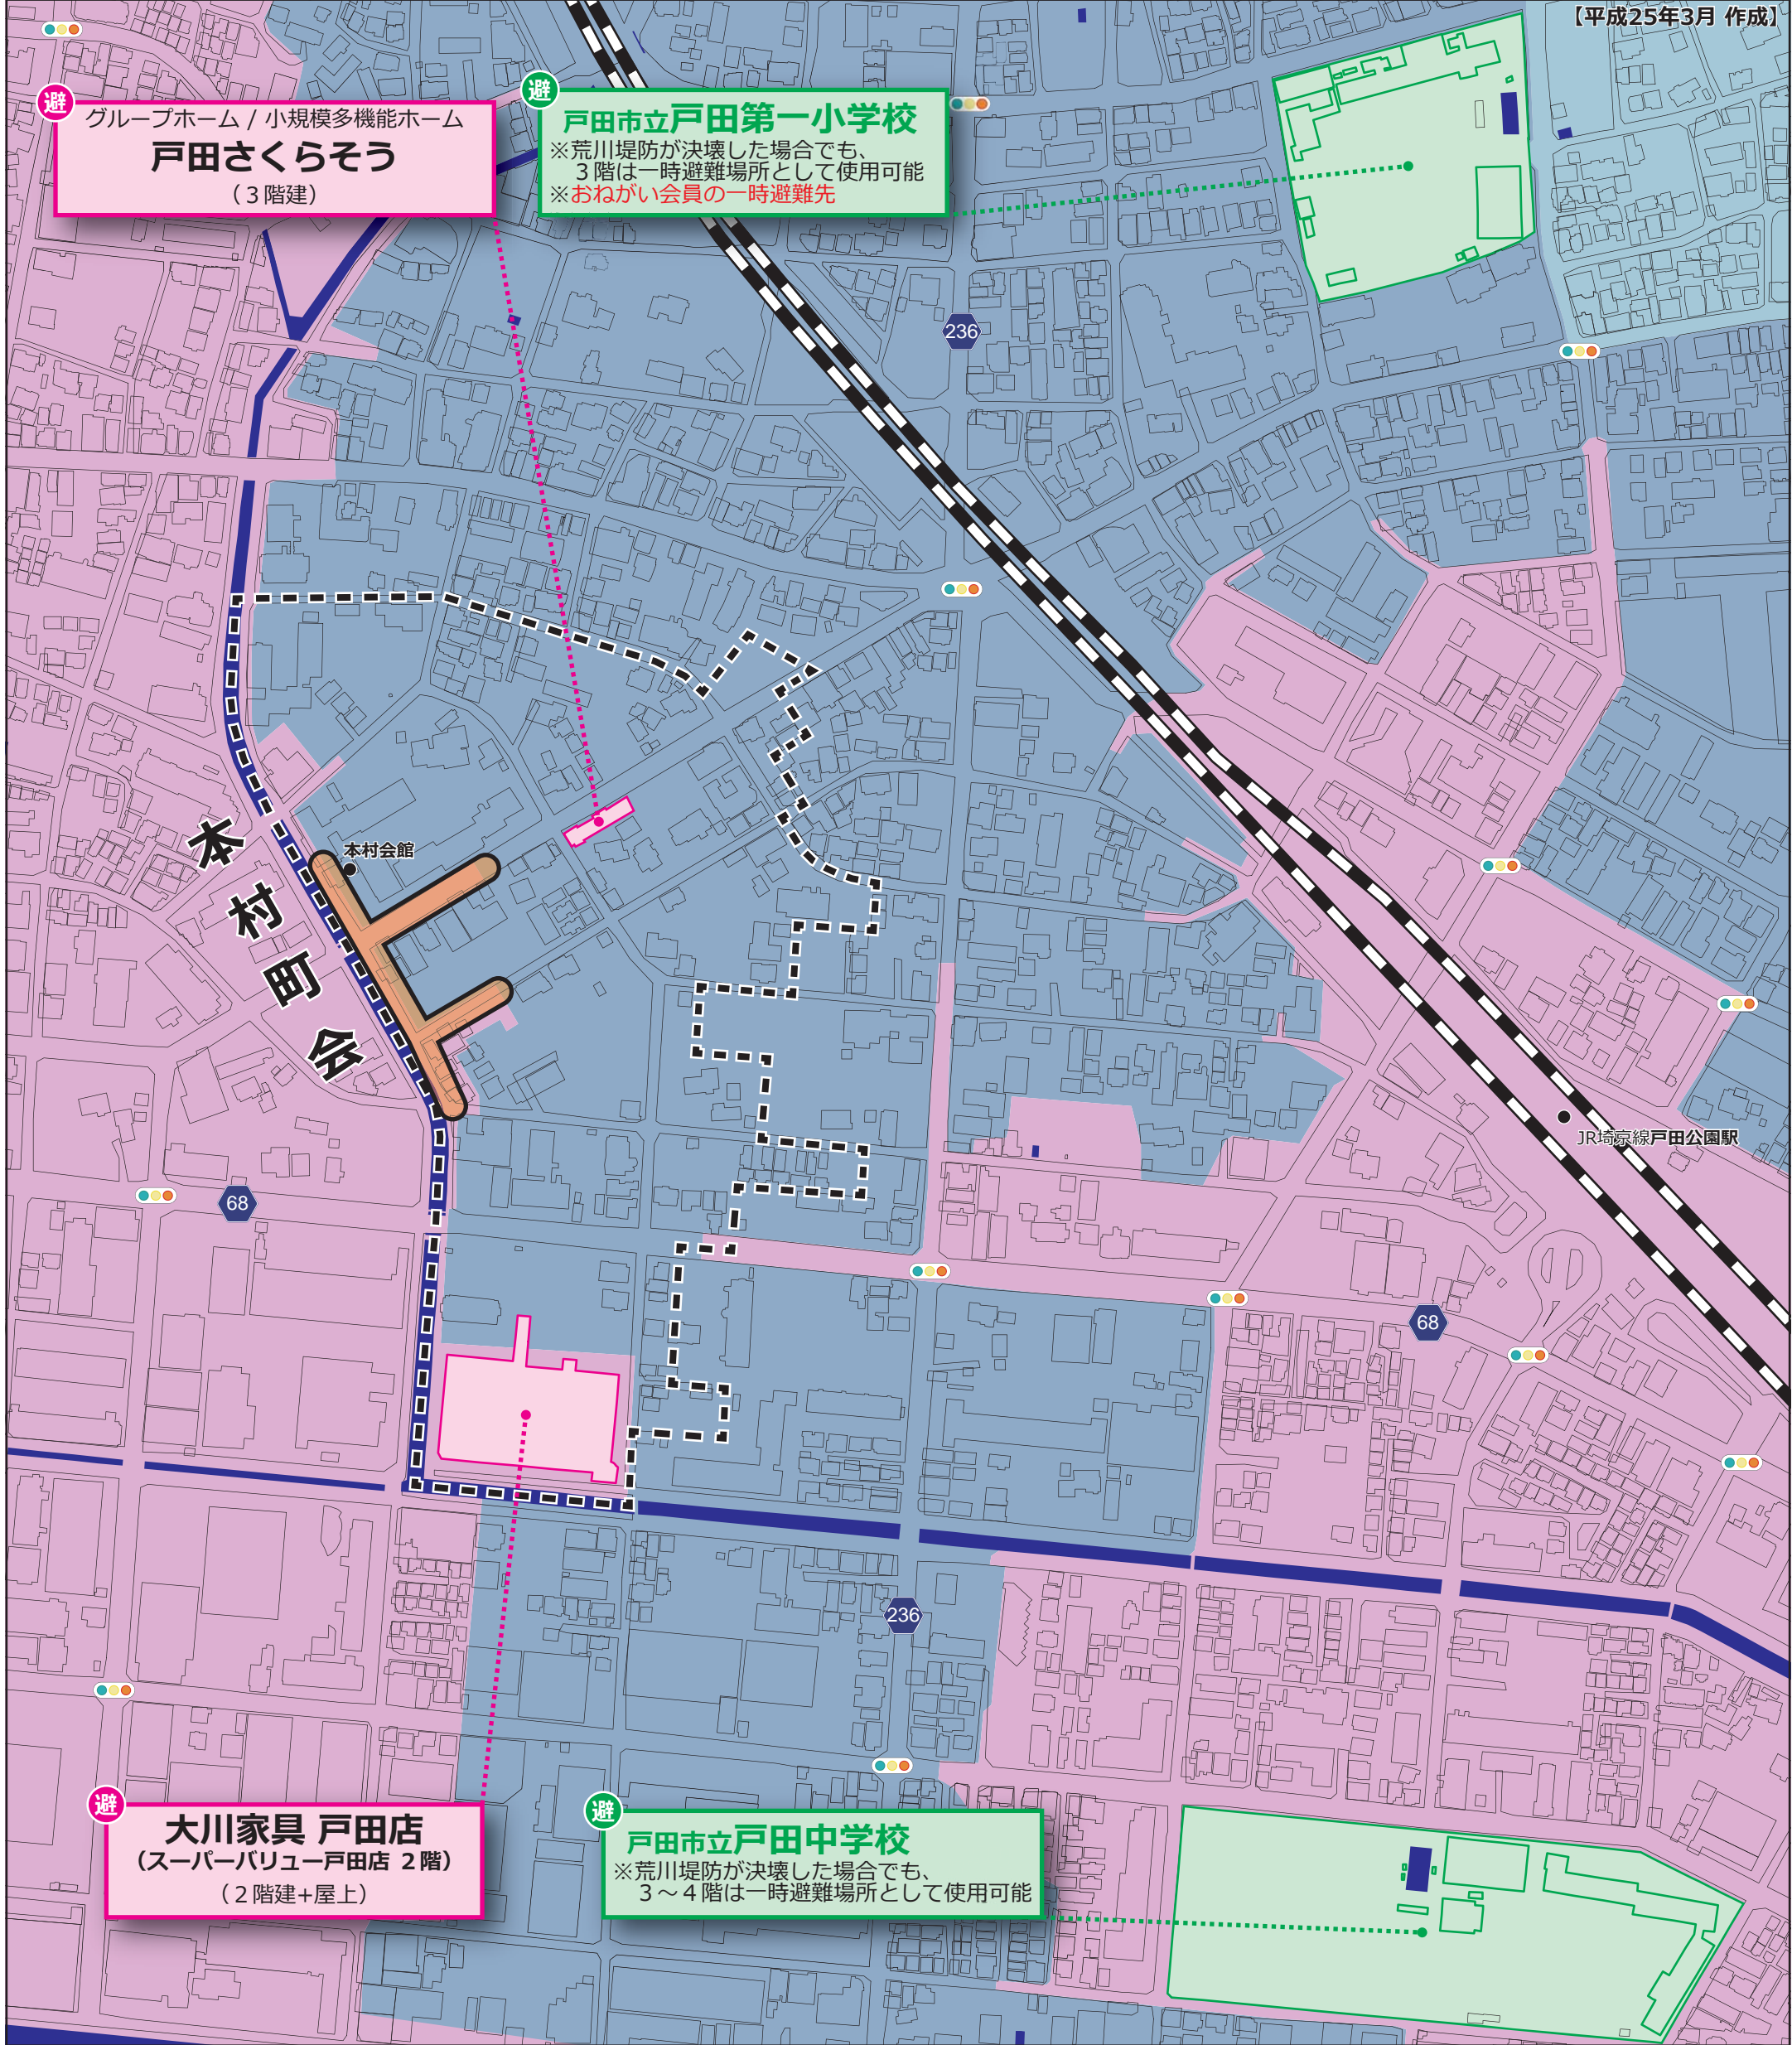 【平成25年3月 作成】
避
グループホーム / 小規模多機能ホーム
戸田さくらそう
（３階建）
避
戸田市立戸田第一小学校
※荒川堤防が決壊した場合でも、
３階は一時避難場所として使用可能
※おねがい会員の一時避難先
236
本村会館
本村町会
JR埼京線戸田公園駅
68
68
236
避
大川家具 戸田店
（スーパーバリュー戸田店 ２階）
（２階建+屋上）
避
戸田市立戸田中学校
※荒川堤防が決壊した場合でも、
３～４階は一時避難場所として使用可能